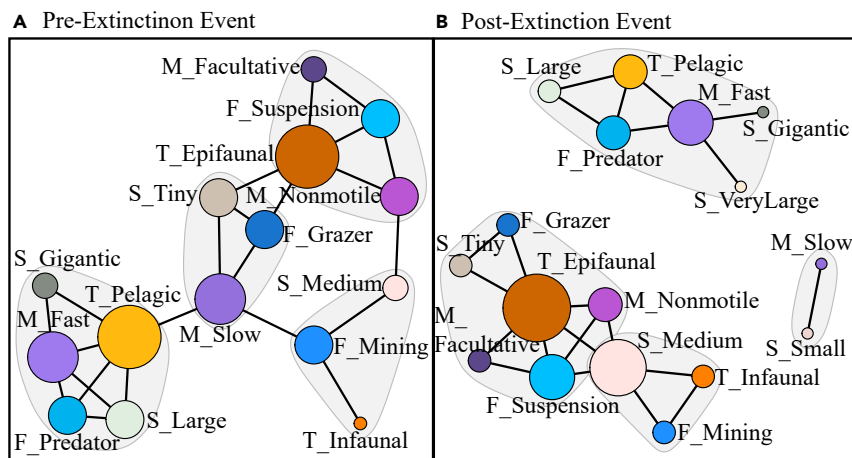 A Pre-Extinctinon Event
M_Facultative
F_Suspension
T_Epifaunal
S_Tiny
M_Nonmotile
F_Grazer
S_Gigantic
T_Pelagic
S_Medium
M_Fast
M_Slow
F_Mining
S_Large
F_Predator
T_Infaunal
B Post-Extinction Event
T_Pelagic
S_Large
M_Fast
S_Gigantic
F_Predator
S_VeryLarge
F_Grazer
S_Tiny
T_Epifaunal
M_Slow
M_Nonmotile
M_
Facultative
S_Medium
S_Small
T_Infaunal
F_Suspension
F_Mining